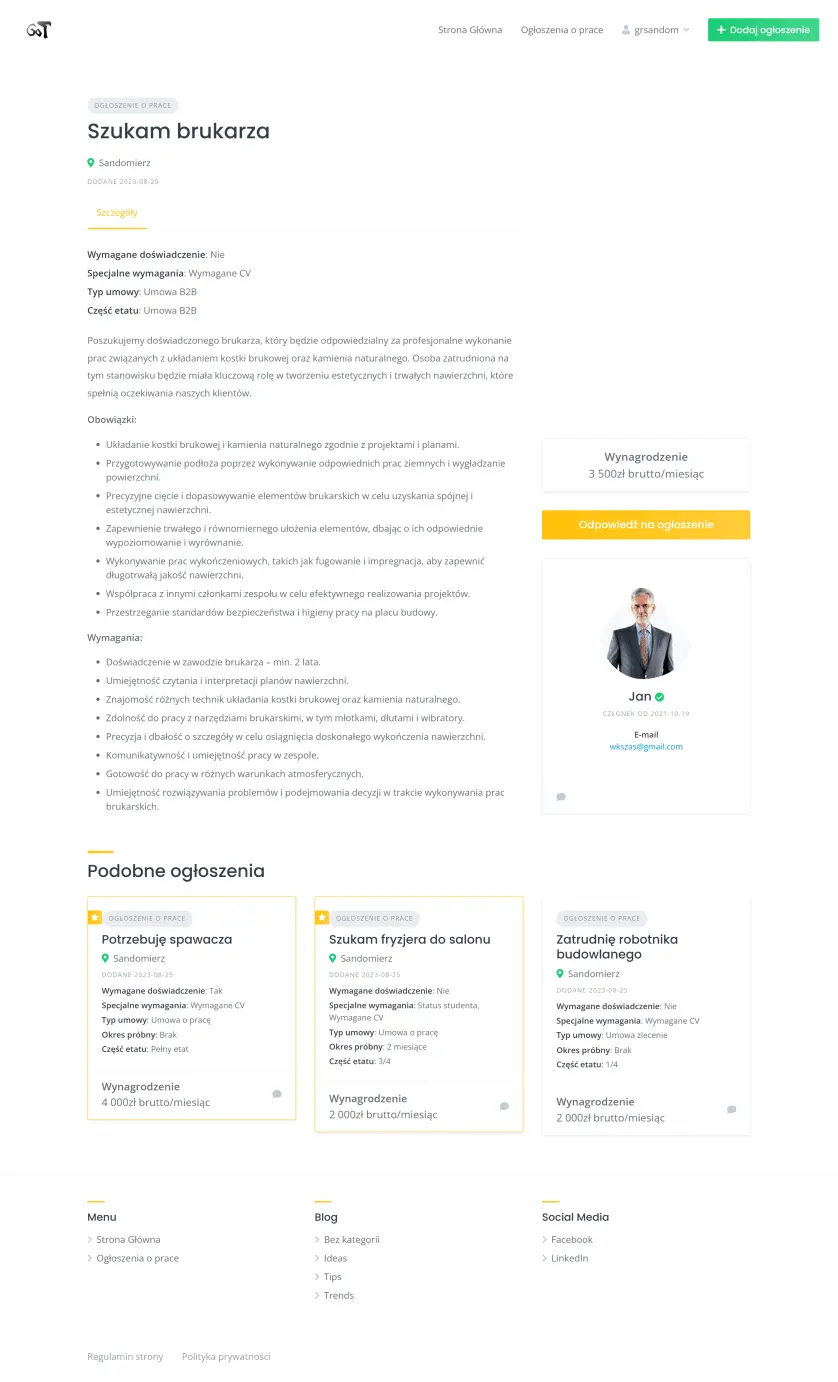 GT
Strona Główna Ogłoszenia o prace grsandom Dodaj ogłoszenie
OGŁOSZENIE O PRACE
Szukam brukarza
Sandomierz
DODANE 2023-08-25
Szczegóły
Wymagane doświadczenie: Nie
Specjalne wymagania: Wymagane CV
Typ umowy: Umowa B2B
Część etatu: Umowa B2B
Poszukujemy doświadczonego brukarza, który będzie odpowiedzialny za profesjonalne wykonanie
prac związanych z układaniem kostki brukowej oraz kamienia naturalnego. Osoba zatrudniona na
tym stanowisku będzie miała kluczową rolę w tworzeniu estetycznych i trwałych nawierzchni, które
spełnią oczekiwania naszych klientów.
Obowiązki:
Układanie kostki brukowej i kamienia naturalnego zgodnie z projektami i planami.
Przygotowywanie podłoża poprzez wykonywanie odpowiednich prac ziemnych i wygładzanie
powierzchni.
Precyzyjne cięcie i dopasowywanie elementów brukarskich w celu uzyskania spójnej i
estetycznej nawierzchni.
Zapewnienie trwałego i równomiernego ułożenia elementów, dbając o ich odpowiednie
wypoziomowanie i wyrównanie.
Wykonywanie prac wykończeniowych, takich jak fugowanie i impregnacja, aby zapewnić
długotrwałą jakość nawierzchni.
Współpraca z innymi członkami zespołu w celu efektywnego realizowania projektów.
Przestrzeganie standardów bezpieczeństwa i higieny pracy na placu budowy.
Wymagania:
Doświadczenie w zawodzie brukarza – min. 2 lata.
Umiejętność czytania i interpretacji planów nawierzchni.
Znajomość różnych technik układania kostki brukowej oraz kamienia naturalnego.
Zdolność do pracy z narzędziami brukarskimi, w tym młotkami, dłutami i wibratory.
Precyzja i dbałość o szczegóły w celu osiągnięcia doskonałego wykończenia nawierzchni.
Komunikatywność i umiejętność pracy w zespole.
Gotowość do pracy w różnych warunkach atmosferycznych.
Umiejętność rozwiązywania problemów i podejmowania decyzji w trakcie wykonywania prac
brukarskich.
Wynagrodzenie
3 500zł brutto/miesiąc
Odpowiedź na ogłoszenie
Jan
CZŁONEK OD 2021-10-19
E-mail
wkszas@gmail.com
Podobne ogłoszenia
OGŁOSZENIE O PRACE
Potrzebuję spawacza
Sandomierz
DODANE 2023-08-25
Wymagane doświadczenie: Tak
Specjalne wymagania: Wymagane CV
Typ umowy: Umowa o pracę
Okres próbny: Brak
Część etatu: Pełny etat
Wynagrodzenie
4 000zł brutto/miesiąc
OGŁOSZENIE O PRACE
Szukam fryzjera do salonu
Sandomierz
DODANE 2023-08-25
Wymagane doświadczenie: Nie
Specjalne wymagania: Status studenta,
Wymagane CV
Typ umowy: Umowa o pracę
Okres próbny: 2 miesiące
Część etatu: 3/4
Wynagrodzenie
2 000zł brutto/miesiąc
OGŁOSZENIE O PRACE
Zatrudnię robotnika
budowlanego
Sandomierz
DODANE 2023-08-25
Wymagane doświadczenie: Nie
Specjalne wymagania: Wymagane CV
Typ umowy: Umowa zlecenie
Okres próbny: Brak
Część etatu: 1/4
Wynagrodzenie
2 000zł brutto/miesiąc
Menu
Strona Główna
Ogłoszenia o prace
Blog
Bez kategorii
Ideas
Tips
Trends
Social Media
Facebook
LinkedIn
Regulamin strony Polityka prywatności